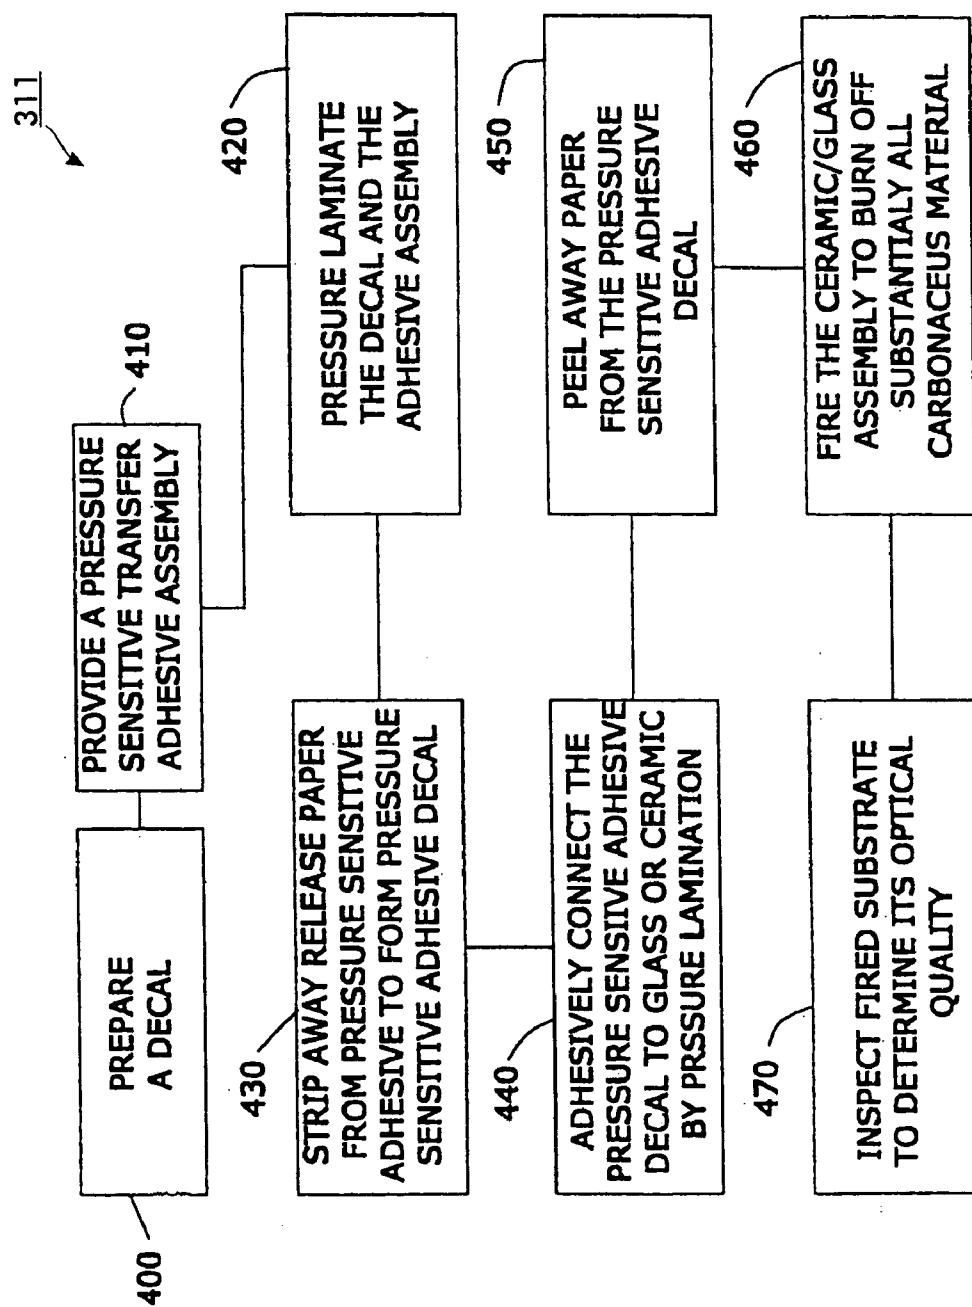 311
400
PREPARE
A DECAL
410
PROVIDE A PRESSURE
SENSITIVE TRANSFER
ADHESIVE ASSEMBLY
420
PRESSURE LAMINATE
THE DECAL AND THE
ADHESIVE ASSEMBLY
430
STRIP AWAY RELEASE PAPER
FROM PRESSURE SENSITIVE
ADHESIVE TO FORM PRESSURE
SENSITIVE ADHESIVE DECAL
440
ADHESIVELY CONNECT THE
PRESSURE SENSITIVE ADHESIVE
DECAL TO GLASS OR CERAMIC
BY PRSSURE LAMINATION
450
PEEL AWAY PAPER
FROM THE PRESSURE
SENSITIVE ADHESIVE
DECAL
460
FIRE THE CERAMIC/GLASS
ASSEMBLY TO BURN OFF
SUBSTANTIALY ALL
CARBONACEUS MATERIAL
470
INSPECT FIRED SUBSTRATE
TO DETERMINE ITS OPTICAL
QUALITY